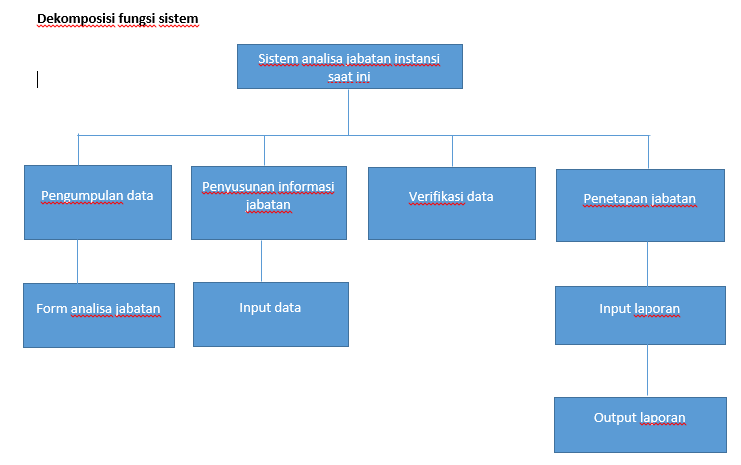 Dekomposisi fungsi sistem
Sistem analisa jabatan instansi
saat ini
Pengumpulan data
Penyusunan informasi
jabatan
Verifikasi data
Penetapan jabatan
Form analisa jabatan
Input data
Input laporan
Output laporan